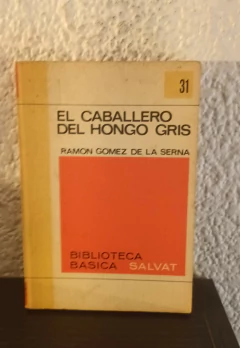 31
EL CABALLERO
DEL HONGO GRIS
RAMON GOMEZ DE LA SERNA
BIBLIOTECA
BASICA SALVAT